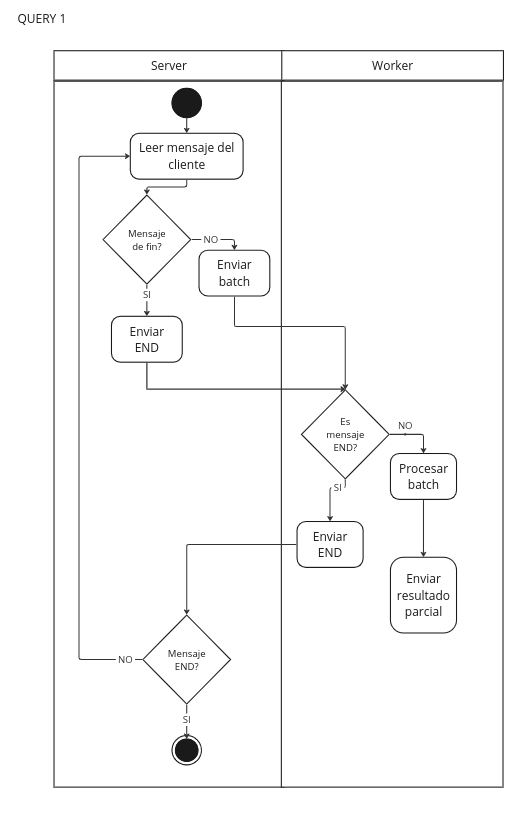 QUERY 1
Server
Worker
Leer mensaje del
cliente
Mensaje
de fin?
NO
Enviar
batch
SI
Enviar
END
Es
mensaje
END?
NO
Procesar
batch
SI
Enviar
END
Enviar
resultado
parcial
Mensaje
END?
NO
SI